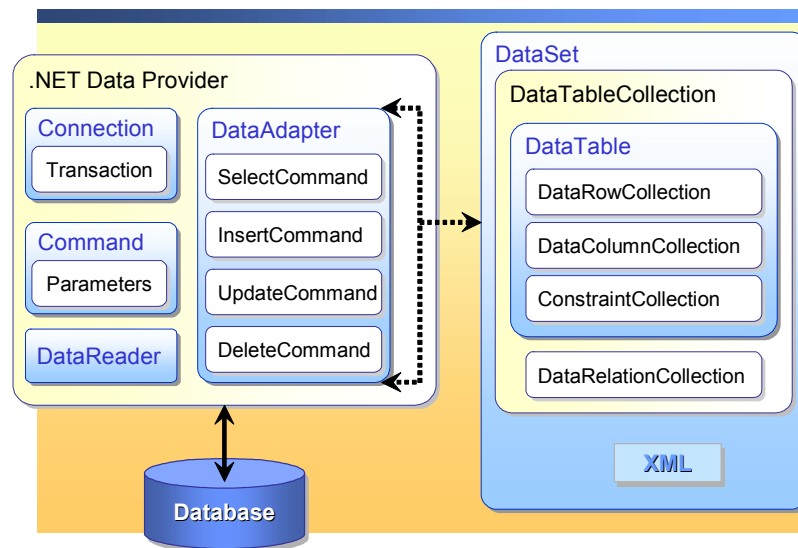 .NET Data Provider
Connection
Transaction
Command
Parameters
DataReader
DataAdapter
SelectCommand
InsertCommand
UpdateCommand
DeleteCommand
Database
DataSet
DataTableCollection
DataTable
DataRowCollection
DataColumnCollection
ConstraintCollection
DataRelationCollection
XML